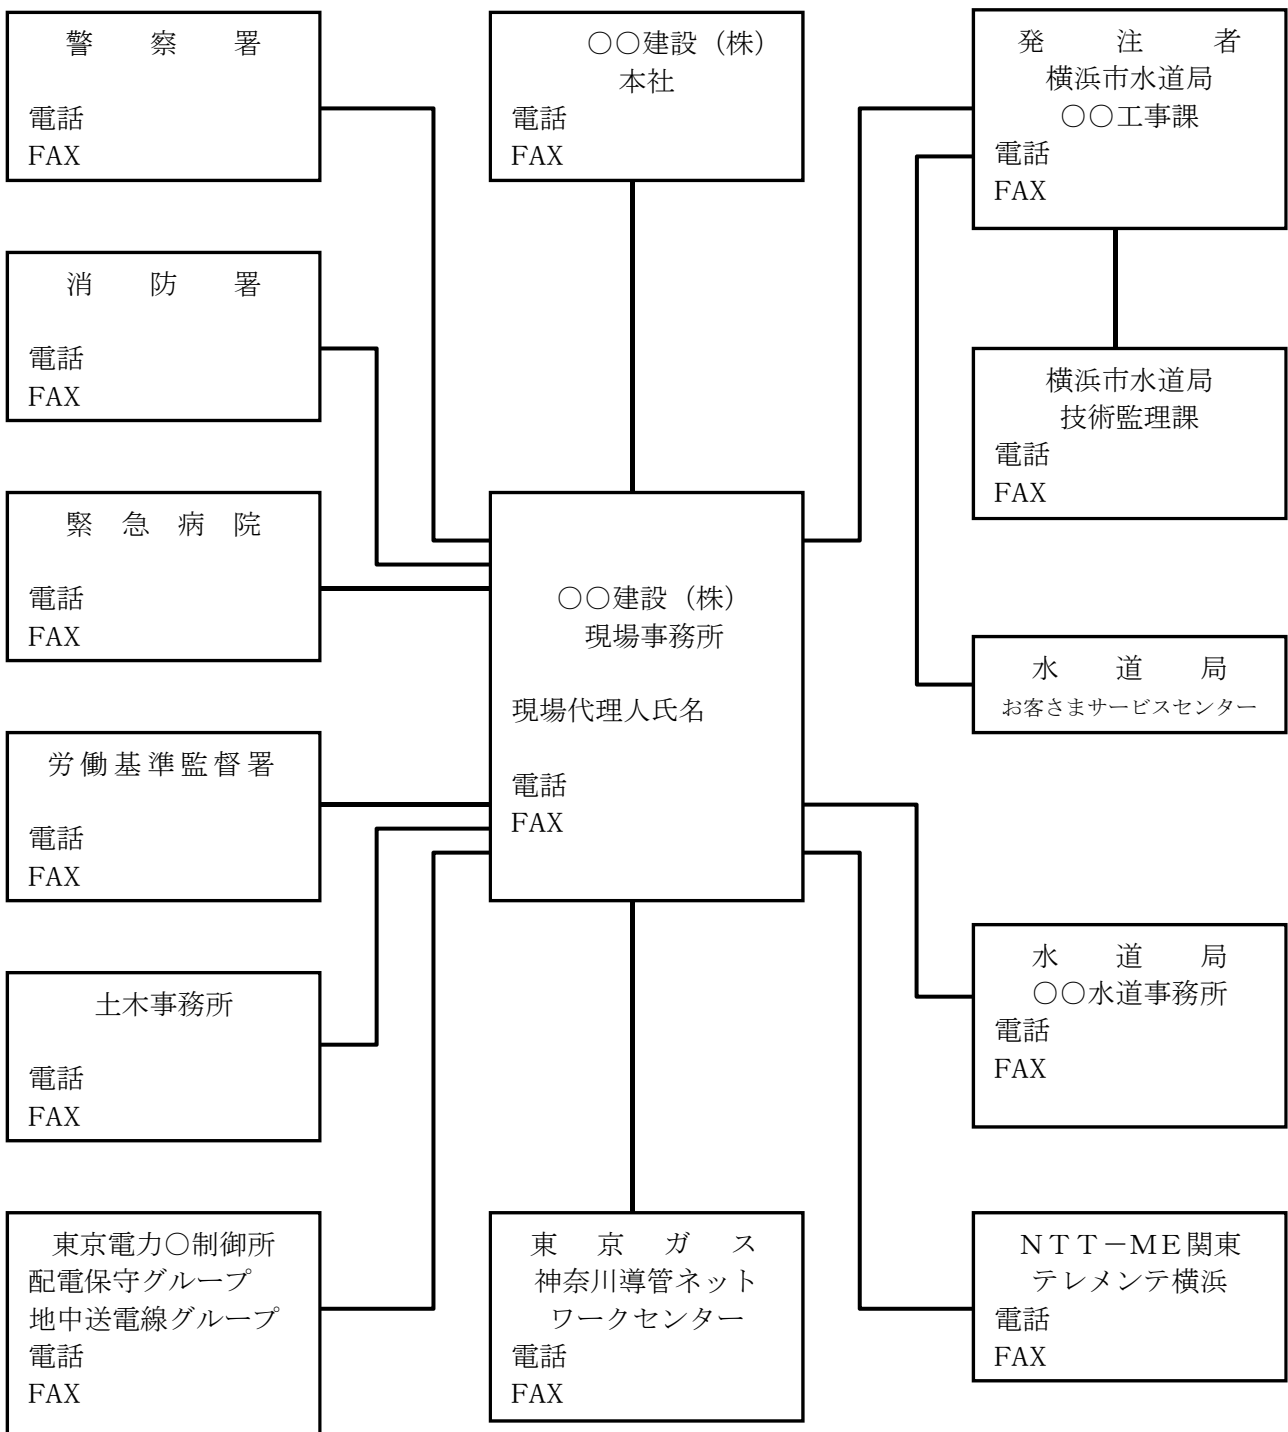 警察署
電話
FAX
○○建設（株）
本社
電話
FAX
発注者
横浜市水道局
○○工事課
電話
FAX
消防署
電話
FAX
横浜市水道局
技術監理課
電話
FAX
緊急病院
電話
FAX
○○建設（株）
現場事務所
現場代理人氏名
電話
FAX
水道局
お客さまサービスセンター
労働基準監督署
電話
FAX
土木事務所
電話
FAX
水道局
○○水道事務所
電話
FAX
東京電力○制御所
配電保守グループ
地中送電線グループ
電話
FAX
東京ガス
神奈川導管ネット
ワークセンター
電話
FAX
ＮＴＴ－ＭＥ関東
テレメンテ横浜
電話
FAX